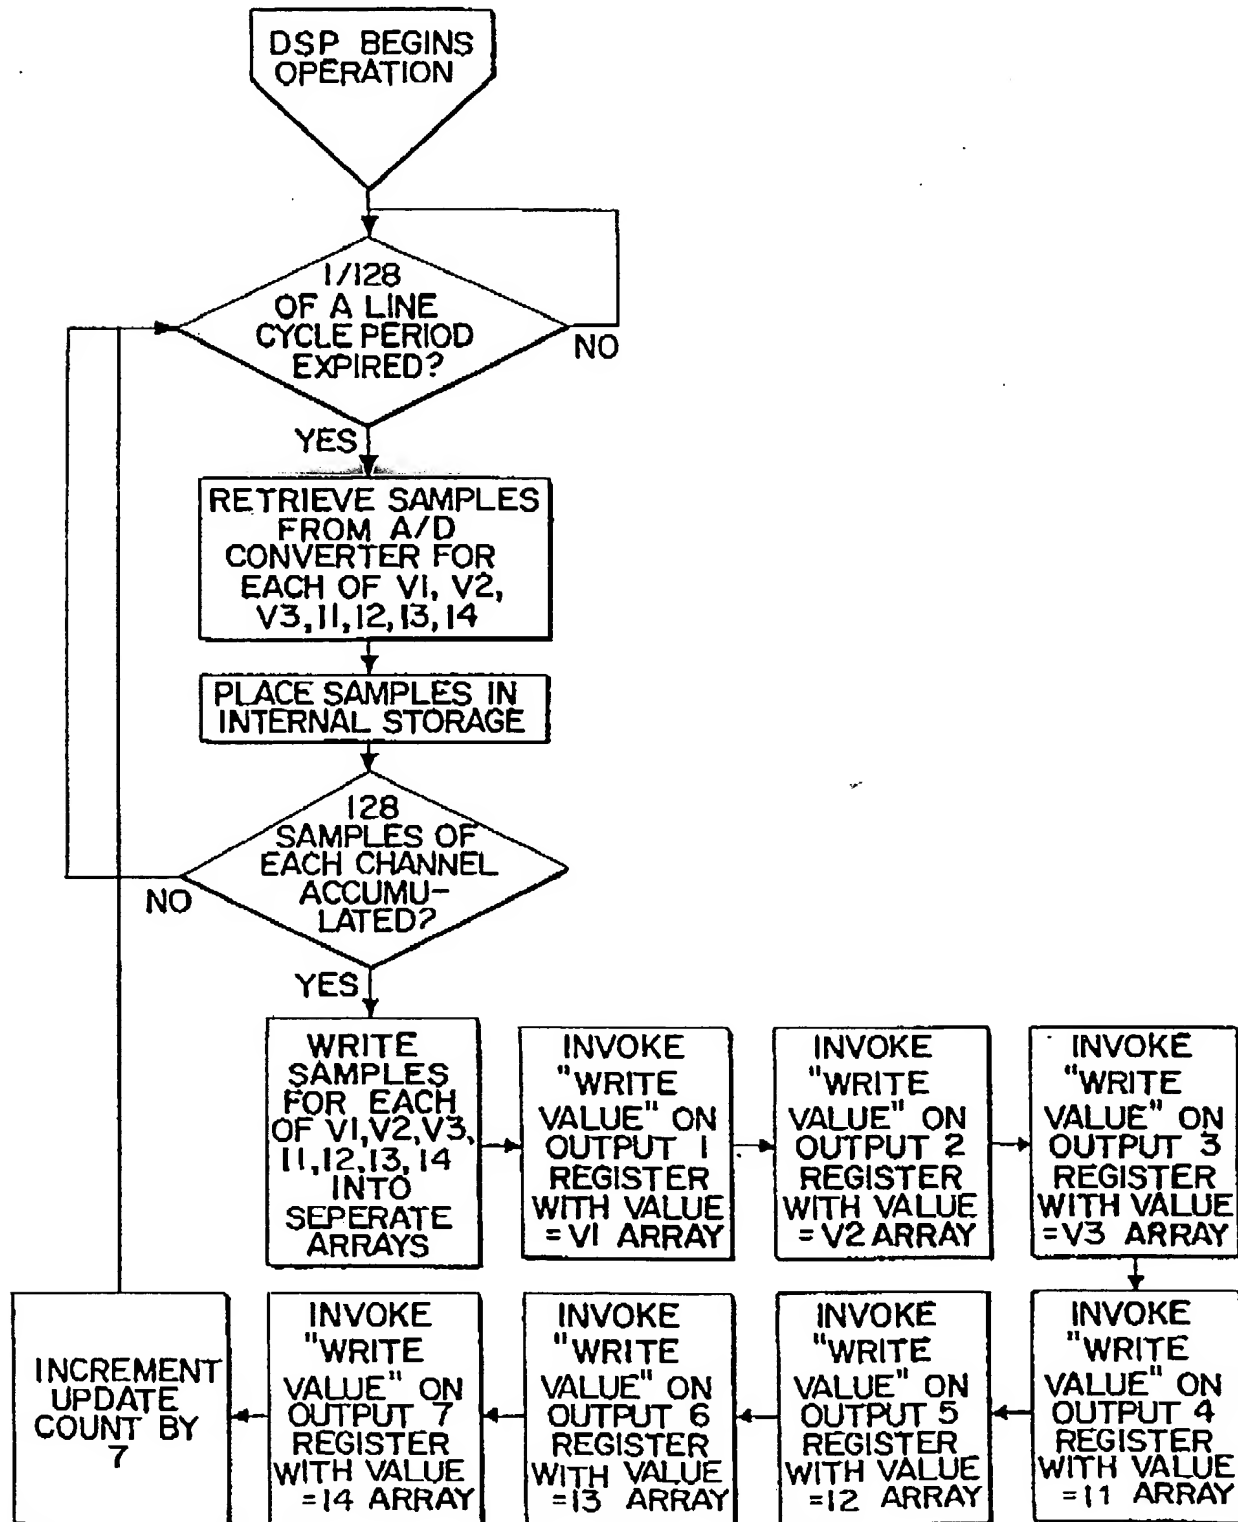 DSP BEGINS
OPERATION
1/128
OF A LINE
CYCLE PERIOD
EXPIRED?
NO
YES
RETRIEVE SAMPLES
FROM A/D
CONVERTER FOR
EACH OF V1, V2,
V3, I1, I2, I3, I4
PLACE SAMPLES IN
INTERNAL STORAGE
128
SAMPLES OF
EACH CHANNEL
ACCUMU-
LATED?
NO
YES
WRITE
SAMPLES
FOR EACH
OF V1,V2,V3,
I1,I2,I3,I4
INTO
SEPERATE
ARRAYS
INVOKE
"WRITE
VALUE" ON
OUTPUT 1
REGISTER
WITH VALUE
=V1 ARRAY
INVOKE
"WRITE
VALUE" ON
OUTPUT 2
REGISTER
WITH VALUE
=V2 ARRAY
INVOKE
"WRITE
VALUE" ON
OUTPUT 3
REGISTER
WITH VALUE
=V3 ARRAY
INVOKE
"WRITE
VALUE" ON
OUTPUT 4
REGISTER
WITH VALUE
=I1 ARRAY
INVOKE
"WRITE
VALUE" ON
OUTPUT 5
REGISTER
WITH VALUE
=I2 ARRAY
INVOKE
"WRITE
VALUE" ON
OUTPUT 6
REGISTER
WITH VALUE
=I3 ARRAY
INVOKE
"WRITE
VALUE" ON
OUTPUT 7
REGISTER
WITH VALUE
=I4 ARRAY
INCREMENT
UPDATE
COUNT BY
7